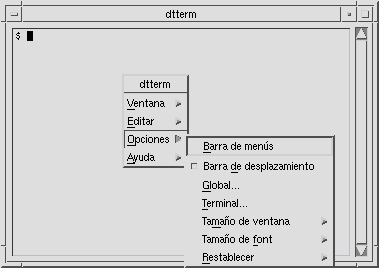 dtterm
$
dtterm
Ventana
Editar
Opciones
Ayuda
Barra de menús
Barra de desplazamiento
Global...
Terminal...
Tamaño de ventana
Tamaño de font
Restablecer